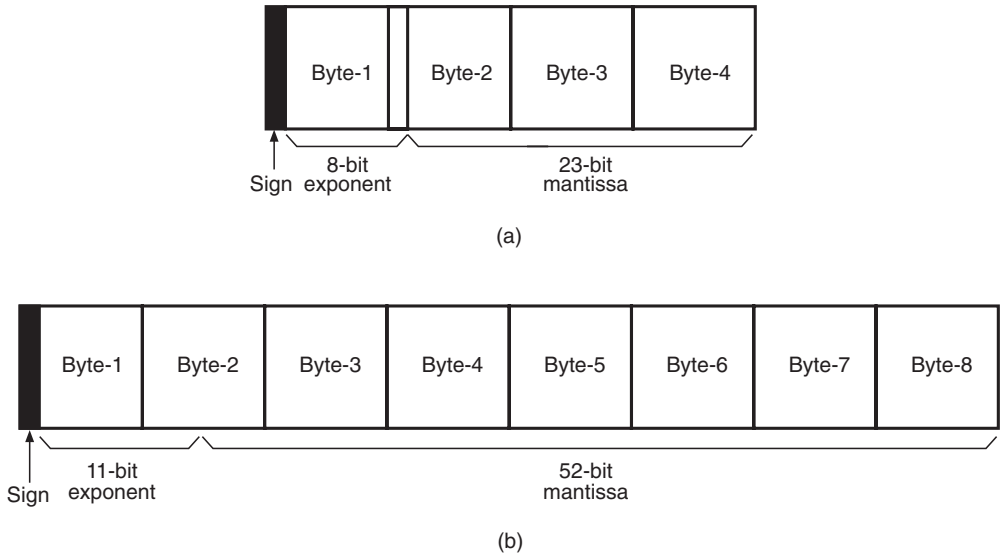 Byte-1 Byte-2 Byte-3 Byte-4
8-bit exponent
23-bit mantissa
Sign
(a)
Byte-1 Byte-2 Byte-3 Byte-4 Byte-5 Byte-6 Byte-7 Byte-8
11-bit exponent
52-bit mantissa
Sign
(b)